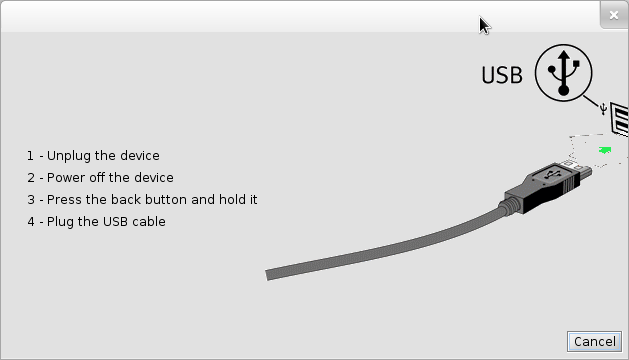 USB
1 - Unplug the device
2 - Power off the device
3 - Press the back button and hold it
4 - Plug the USB cable
Cancel